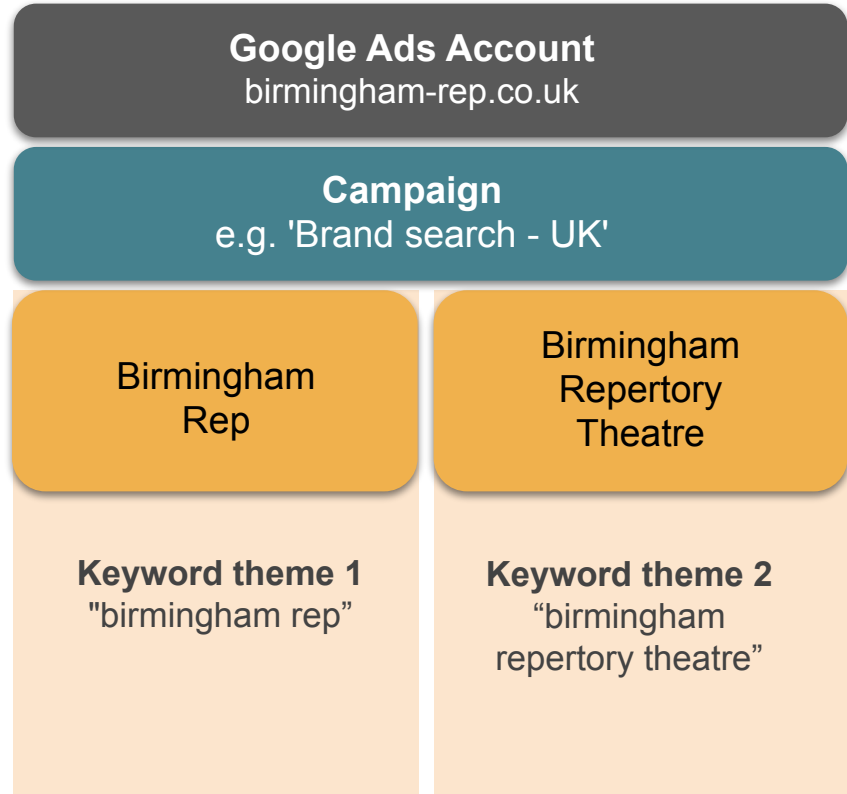 Google Ads Account
birmingham-rep.co.uk
Campaign
e.g. 'Brand search - UK'
Birmingham
Rep
Birmingham
Repertory
Theatre
Keyword theme 1
"birmingham rep”
Keyword theme 2
“birmingham
repertory theatre”